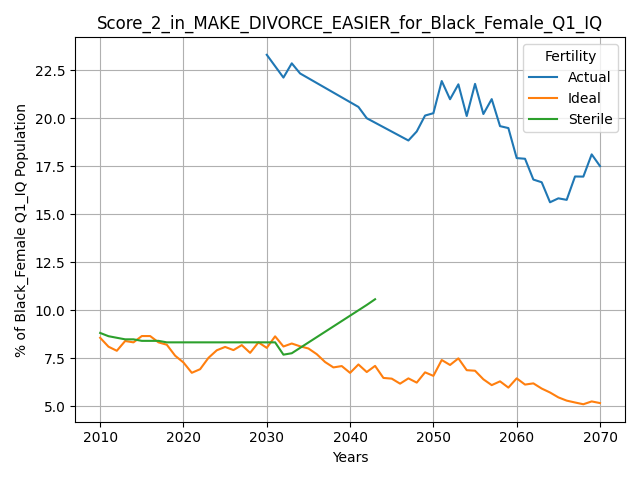 Score_2_in_MAKE_DIVORCE_EASIER_for_Black_Female_Q1_IQ
Fertility
Actual
Ideal
Sterile
% of Black_Female Q1_IQ Population
22.5
20.0
17.5
15.0
12.5
10.0
7.5
5.0
2010 2020 2030 2040 2050 2060 2070
Years